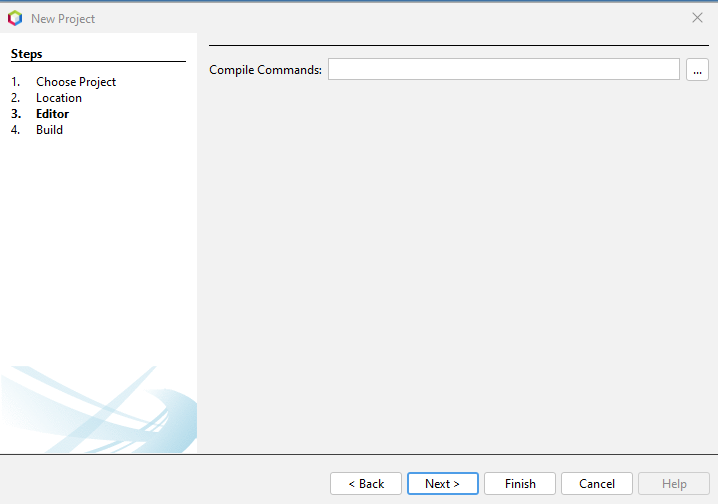 New Project
Steps
1. Choose Project
2. Location
3. Editor
4. Build
Compile Commands:
...
< Back
Next >
Finish
Cancel
Help